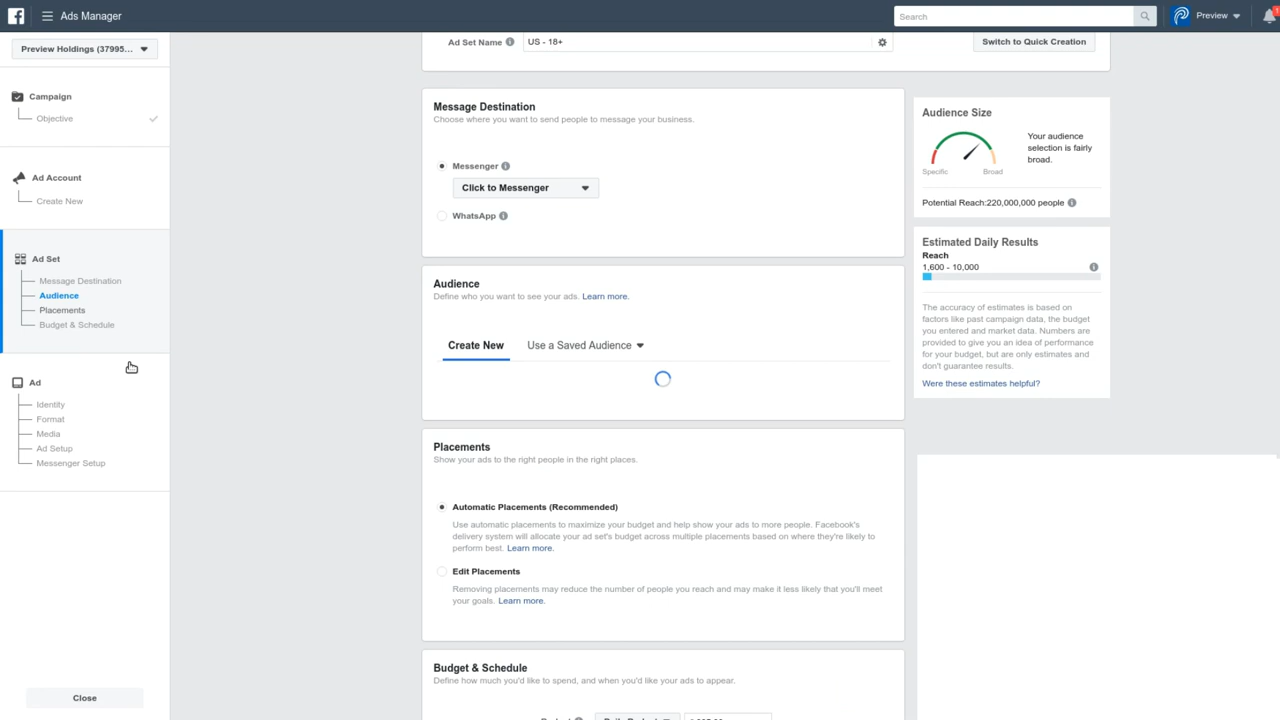 Ads Manager
Search
Preview
1
Preview Holdings (37995...
Campaign
Objective
Ad Account
Create New
Ad Set
Message Destination
Audience
Placements
Budget & Schedule
Ad
Identity
Format
Media
Ad Setup
Messenger Setup
Close
Ad Set Name
US - 18+
Switch to Quick Creation
Message Destination
Choose where you want to send people to message your business.
Messenger
Click to Messenger
WhatsApp
Audience
Define who you want to see your ads. Learn more.
Create New
Use a Saved Audience
Placements
Show your ads to the right people in the right places.
Automatic Placements (Recommended)
Use automatic placements to maximize your budget and help show your ads to more people. Facebook's
delivery system will allocate your ad set's budget across multiple placements based on where they're likely to
perform best. Learn more.
Edit Placements
Removing placements may reduce the number of people you reach and may make it less likely that you'll meet
your goals. Learn more.
Budget & Schedule
Define how much you'd like to spend, and when you'd like your ads to appear.
Budget
Daily Budget
Audience Size
Your audience
selection is fairly
broad.
Specific
Broad
Potential Reach:220,000,000 people
Estimated Daily Results
Reach
1,600 - 10,000
The accuracy of estimates is based on
factors like past campaign data, the budget
you entered and market data. Numbers are
provided to give you an idea of performance
for your budget, but are only estimates and
don't guarantee results.
Were these estimates helpful?